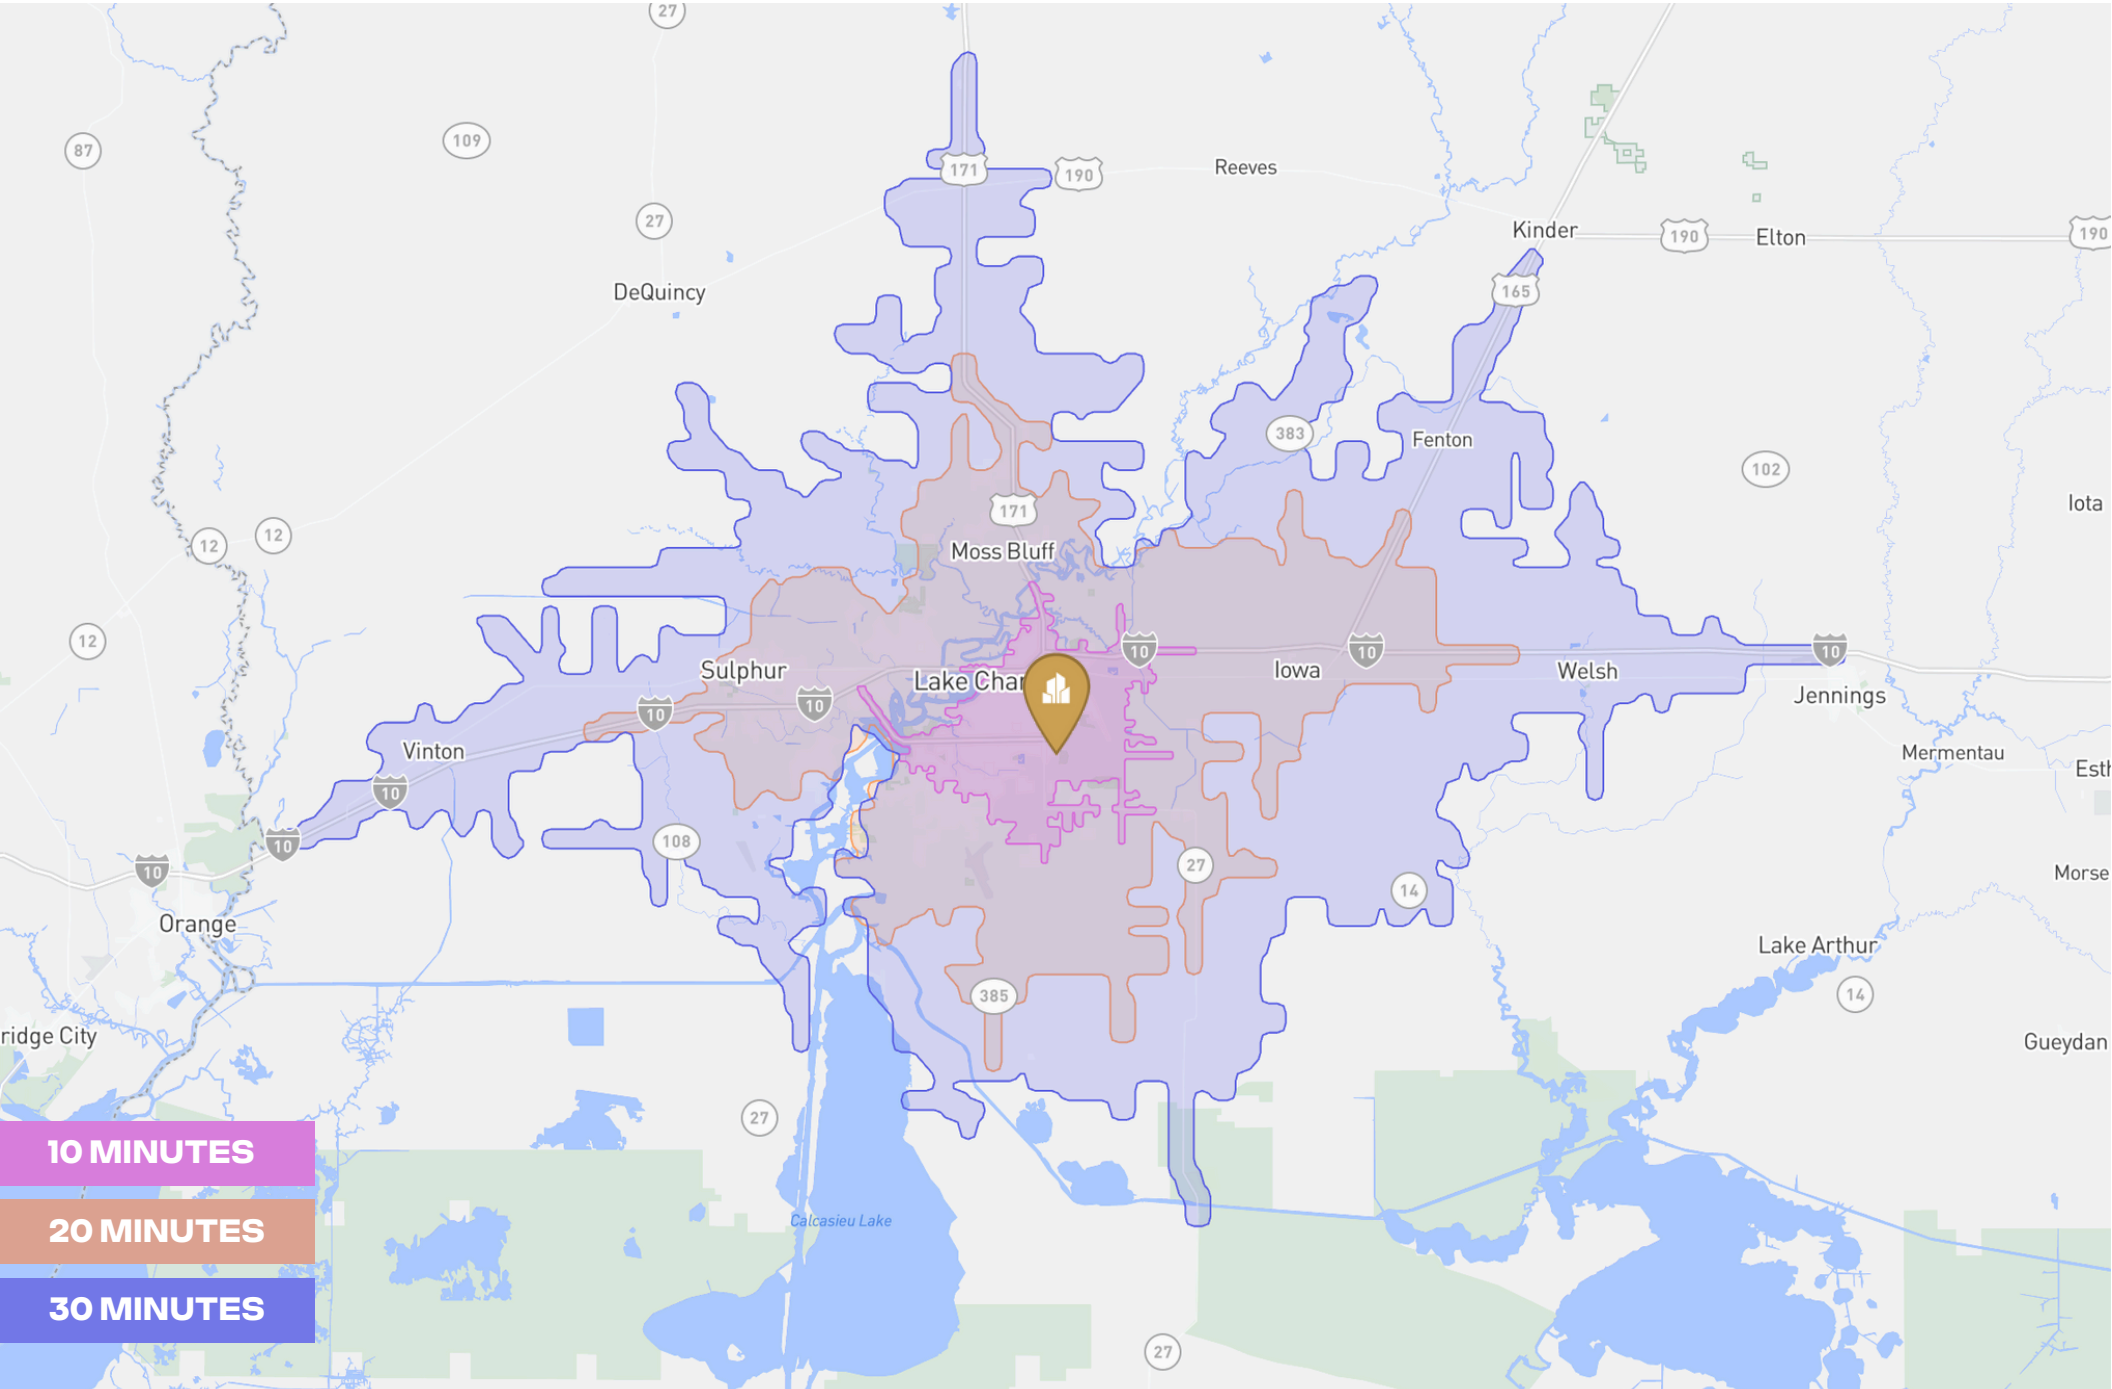 27
87
109
171
190
Reeves
27
Kinder
190
Elton
190
DeQuincy
165
383
Fenton
102
Iota
171
12
12
Moss Bluff
12
10
10
10
Sulphur
Lake Char
Iowa
Welsh
Jennings
10
10
Vinton
Mermentau
Esth
10
10
108
10
27
14
Morse
Orange
Lake Arthur
385
14
ridge City
Gueydan
27
10 MINUTES
20 MINUTES
Calcasieu Lake
30 MINUTES
27